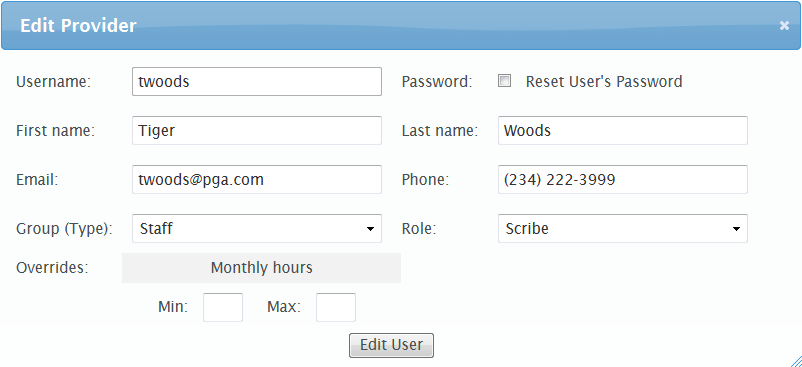 Edit Provider
Username: twoods Password: Reset User's Password
First name: Tiger Last name: Woods
Email: twoods@pga.com Phone: (234) 222-3999
Group (Type): Staff Role: Scribe
Overrides: Monthly hours
Min: Max:
Edit User